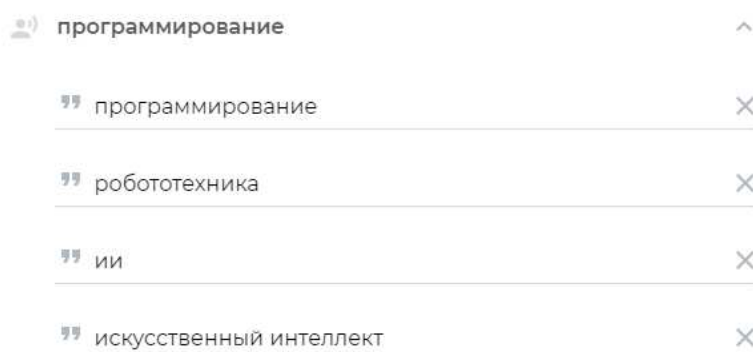 программирование
программирование
робототехника
ии
искусственный интеллект